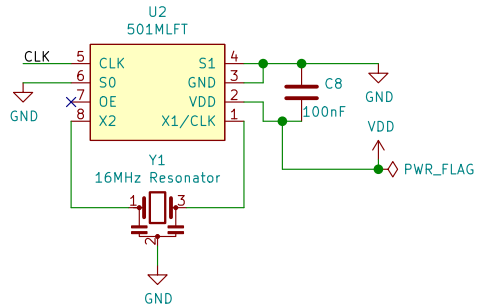 U2
501MLFT
CLK 5 CLK S1 4
6 S0 GND 3
GND 7 OE VDD 2
8 X2 X1/CLK 1
C8
100nF
GND
VDD
PWR_FLAG
Y1
16MHz Resonator
1 3
2
GND